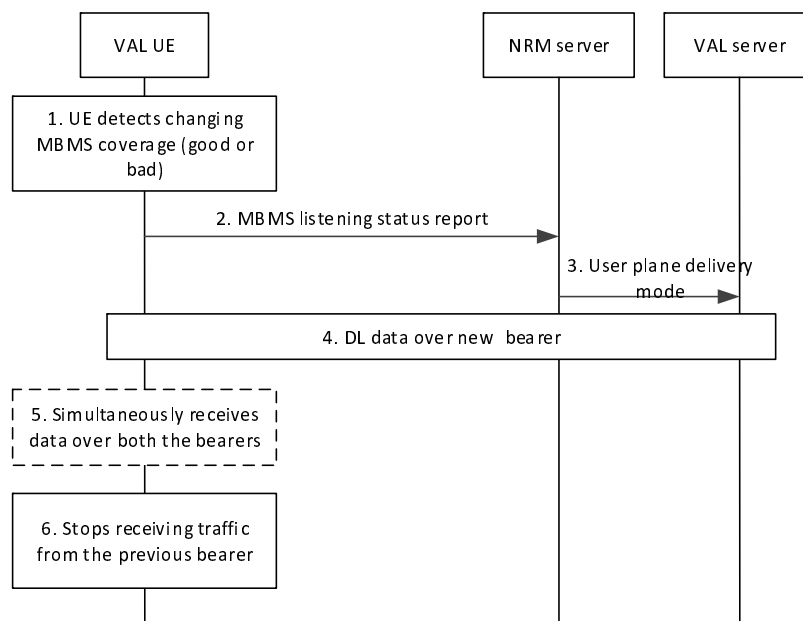 VAL UE
NRM server
VAL server
1. UE detects changing
MBMS coverage (good or
bad)
2. MBMS listening status report
3. User plane delivery
mode
4. DL data over new bearer
5. Simultaneously receives
data over both the bearers
6. Stops receiving traffic
from the previous bearer